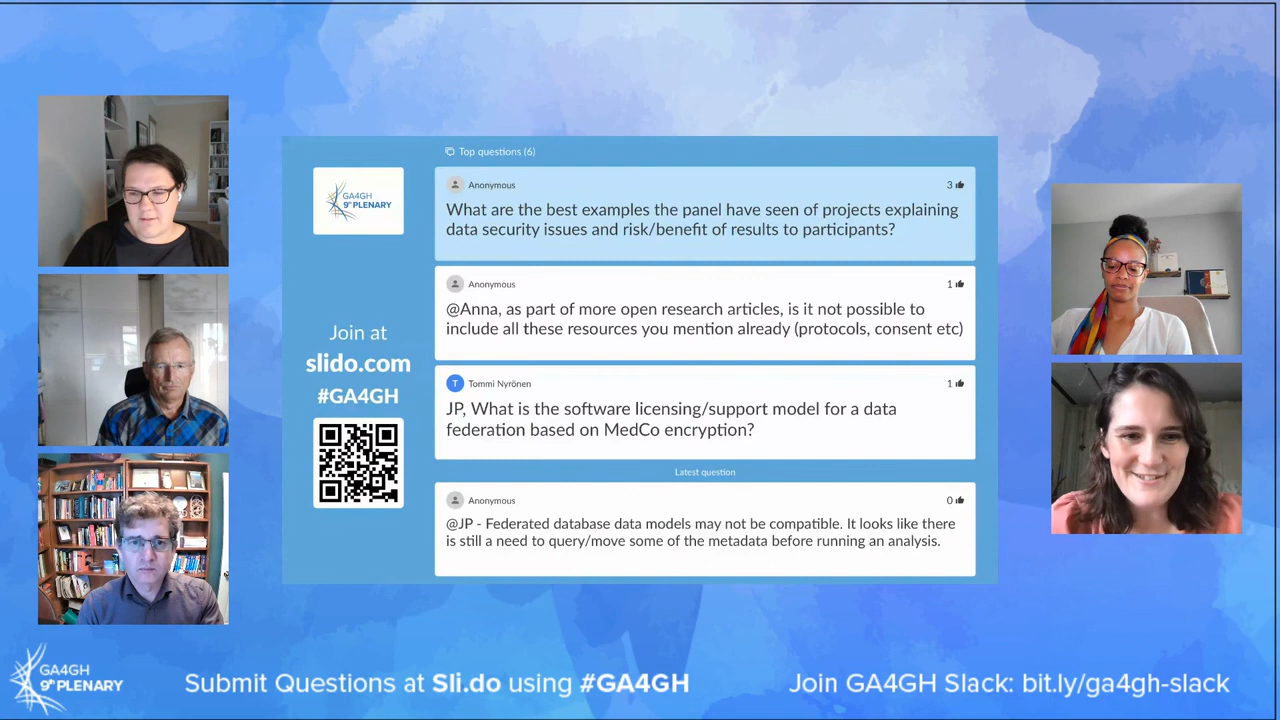 GA4GH
9th PLENARY
Join at
slido.com
#GA4GH
Top questions (6)
Anonymous
3
What are the best examples the panel have seen of projects explaining
data security issues and risk/benefit of results to participants?
Anonymous
1
@Anna, as part of more open research articles, is it not possible to
include all these resources you mention already (protocols, consent etc)
T
Tommi Nyrönen
1
JP, What is the software licensing/support model for a data
federation based on MedCo encryption?
Latest question
Anonymous
0
@JP - Federated database data models may not be compatible. It looks like there
is still a need to query/move some of the metadata before running an analysis.
GA4GH
9th PLENARY
Submit Questions at Sli.do using #GA4GH
Join GA4GH Slack: bit.ly/ga4gh-slack